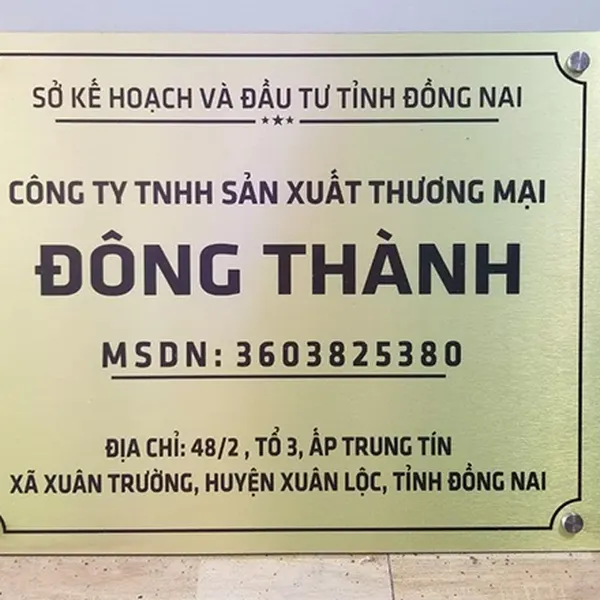 SỞ KẾ HOẠCH VÀ ĐẦU TƯ TỈNH ĐỒNG NAI
CÔNG TY TNHH SẢN XUẤT THƯƠNG MẠI
ĐÔNG THÀNH
MSDN: 3603825380
ĐỊA CHỈ: 48/2 , TỔ 3, ẤP TRUNG TÍN
XÃ XUÂN TRƯỜNG, HUYỆN XUÂN LỘC, TỈNH ĐỒNG NAI